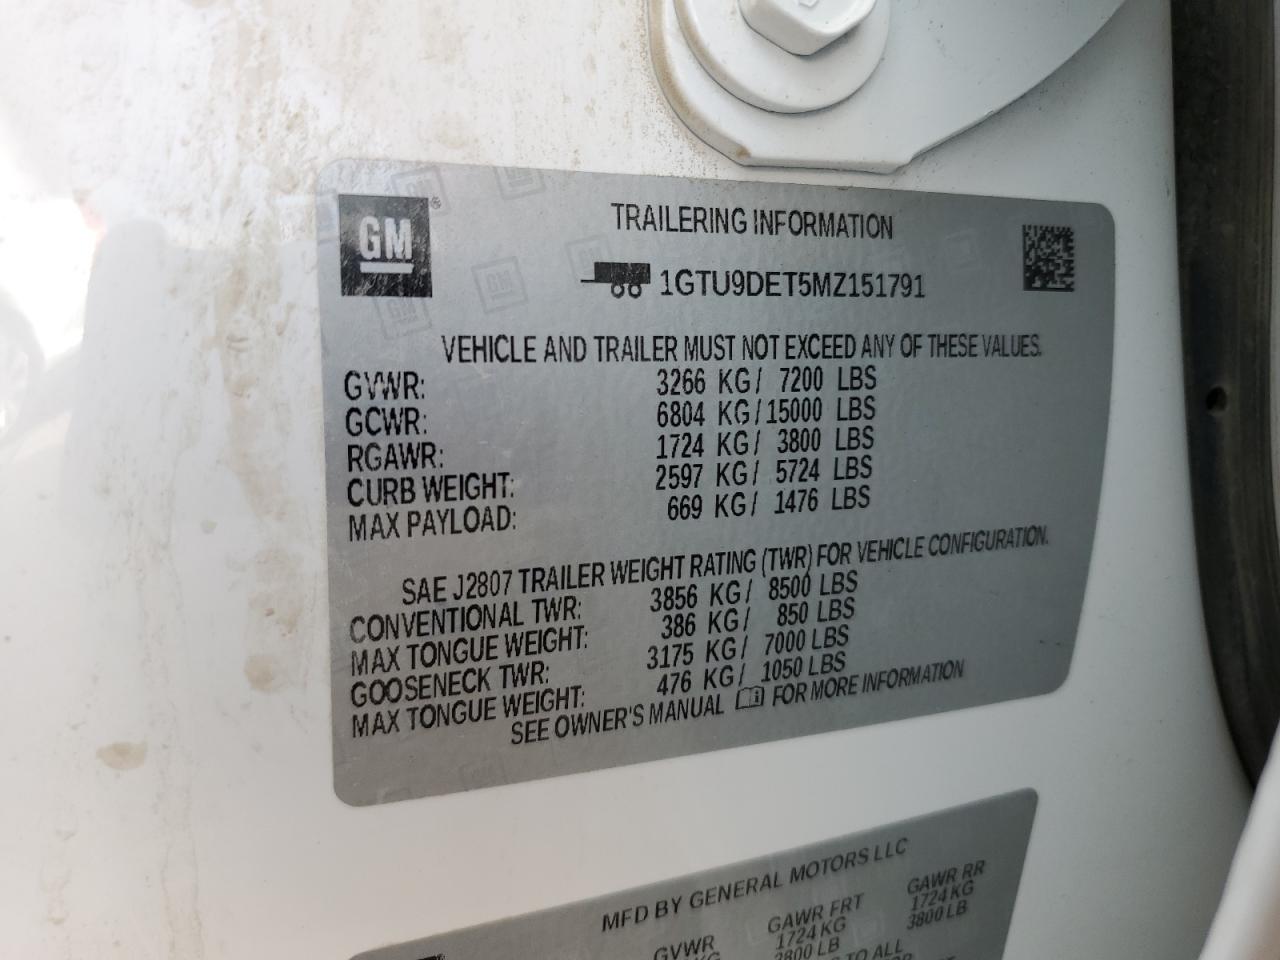 GM
TRAILERING INFORMATION
1GTU9DET5MZ151791
VEHICLE AND TRAILER MUST NOT EXCEED ANY OF THESE VALUES.
GVWR: 3266 KG/ 7200 LBS
GCWR: 6804 KG/15000 LBS
RGAWR: 1724 KG/ 3800 LBS
CURB WEIGHT: 2597 KG/ 5724 LBS
MAX PAYLOAD: 669 KG/ 1476 LBS
SAE J2807 TRAILER WEIGHT RATING (TWR) FOR VEHICLE CONFIGURATION.
CONVENTIONAL TWR: 3856 KG/ 8500 LBS
MAX TONGUE WEIGHT: 386 KG/ 850 LBS
GOOSENECK TWR: 3175 KG/ 7000 LBS
MAX TONGUE WEIGHT: 476 KG/ 1050 LBS
SEE OWNER'S MANUAL FOR MORE INFORMATION
MFD BY GENERAL MOTORS LLC
GVWR GAWR FRT GAWR RR
KG 1724 KG 1724 KG
3800 LB 3800 LB
TO ALL